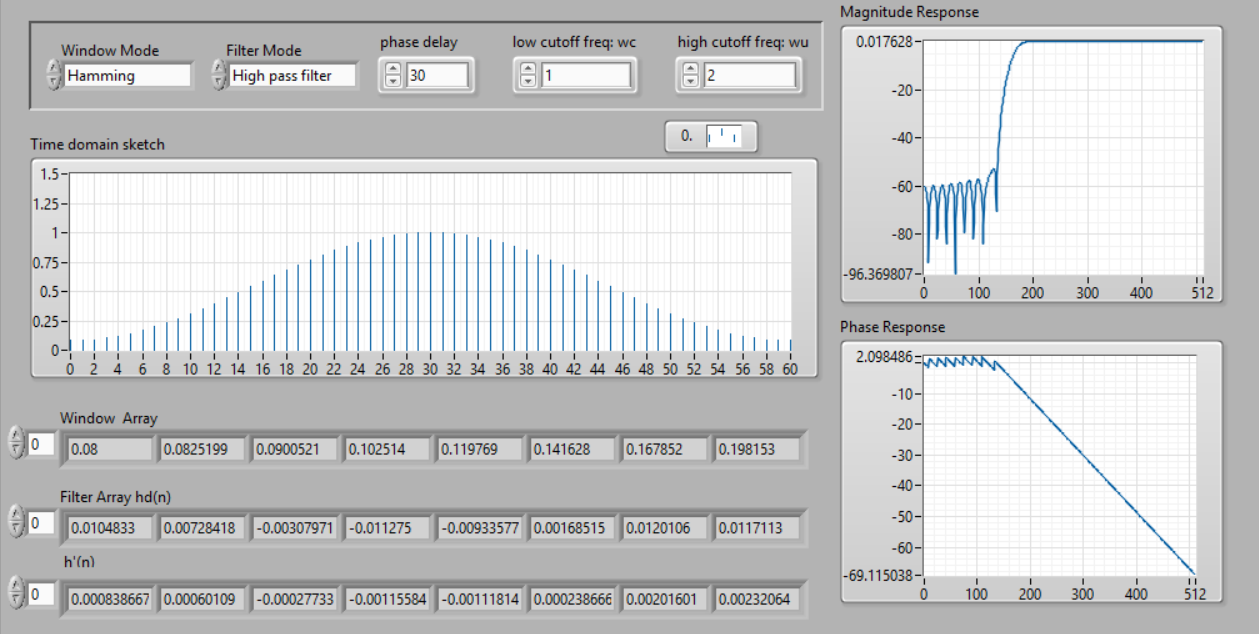 Window Mode
Hamming
Filter Mode
High pass filter
phase delay
30
low cutoff freq: wc
1
high cutoff freq: wu
2
0.
Time domain sketch
1.5
1.25
1
0.75
0.5
0.25
0
0 2 4 6 8 10 12 14 16 18 20 22 24 26 28 30 32 34 36 38 40 42 44 46 48 50 52 54 56 58 60
Window Array
0 0.08 0.0825199 0.0900521 0.102514 0.119769 0.141628 0.167852 0.198153
Filter Array hd(n)
0 0.0104833 0.00728418 -0.00307971 -0.011275 -0.00933577 0.00168515 0.0120106 0.0117113
h'(n)
0 0.000838667 0.00060109 -0.00027733 -0.00115584 -0.00111814 0.000238666 0.00201601 0.00232064
Magnitude Response
0.017628
-20
-40
-60
-80
-96.369807
0 100 200 300 400 512
Phase Response
2.098486
-10
-20
-30
-40
-50
-60
-69.115038
0 100 200 300 400 512